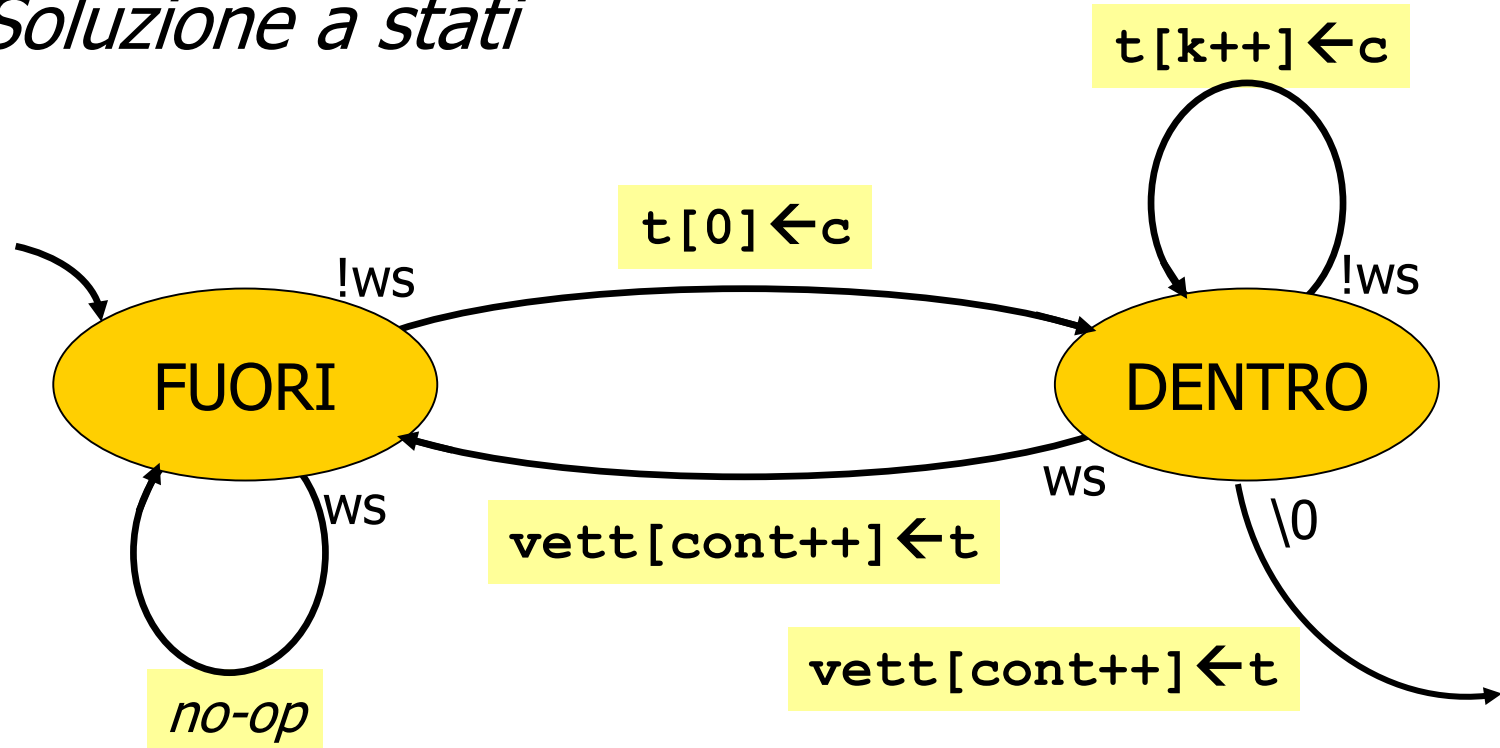 Soluzione a stati
t[k++]←c
t[0]←c
!ws
!ws
FUORI
DENTRO
ws
ws
\0
vett[cont++]←t
vett[cont++]←t
no-op